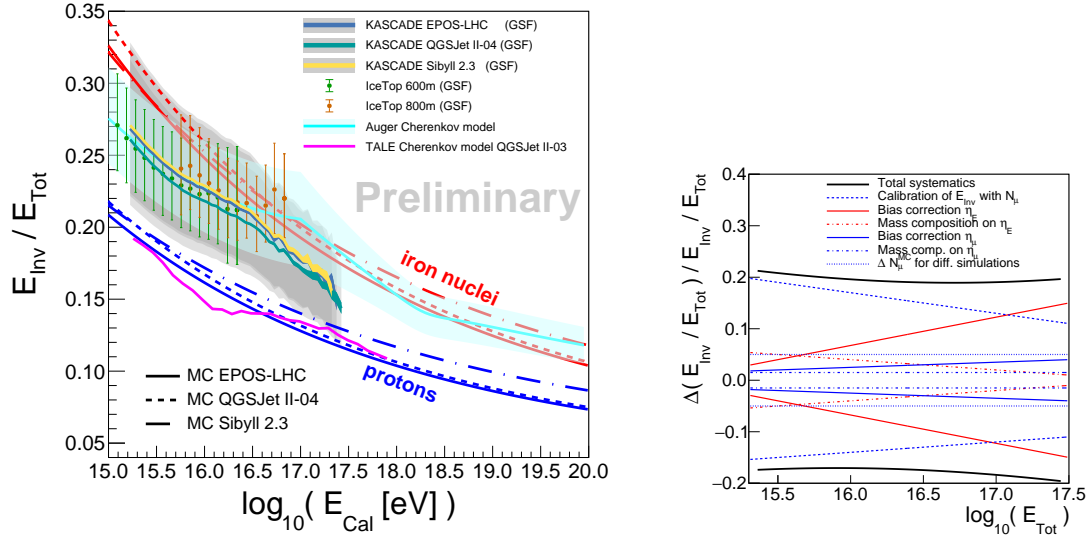 0.35
0.30
0.25
0.20
0.15
0.10
0.05
E_Inv / E_Tot
KASCADE EPOS-LHC (GSF)
KASCADE QGSJet II-04 (GSF)
KASCADE Sibyll 2.3 (GSF)
IceTop 600m (GSF)
IceTop 800m (GSF)
Auger Cherenkov model
TALE Cherenkov model QGSJet II-03
Preliminary
iron nuclei
protons
MC EPOS-LHC
MC QGSJet II-04
MC Sibyll 2.3
15.0 15.5 16.0 16.5 17.0 17.5 18.0 18.5 19.0 19.5 20.0
log₁₀( E_Cal [eV] )
0.4
0.3
0.2
0.1
0.0
−0.1
−0.2
Δ( E_Inv / E_Tot ) / E_Inv / E_Tot
Total systematics
Calibration of E_Inv with N_μ
Bias correction η_E
Mass composition on η_E
Bias correction η_μ
Mass comp. on η_μ
Δ N_μ^MC for diff. simulations
15.5 16.0 16.5 17.0 17.5
log₁₀( E_Tot )